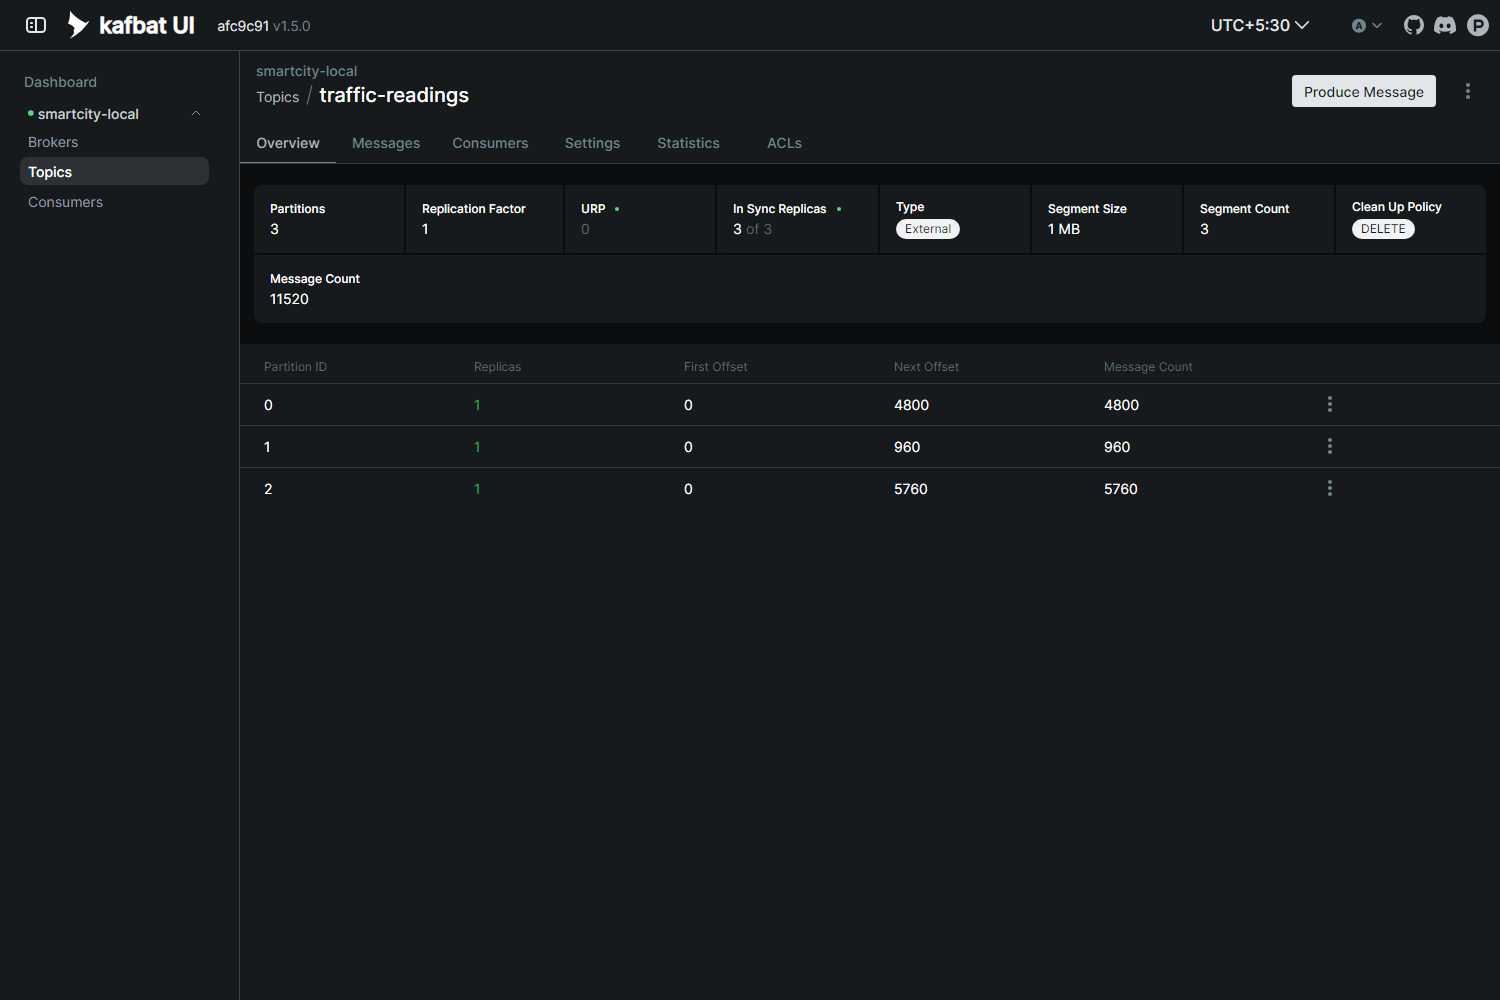 kafbat UI afc9c91 v1.5.0 UTC+5:30 A P
Dashboard
smartcity-local
Brokers
Topics
Consumers
smartcity-local
Topics / traffic-readings
Produce Message
Overview Messages Consumers Settings Statistics ACLs
Partitions Replication Factor URP In Sync Replicas Type Segment Size Segment Count Clean Up Policy
3 1 0 3 of 3 External 1 MB 3 DELETE
Message Count
11520
Partition ID Replicas First Offset Next Offset Message Count
0 1 0 4800 4800
1 1 0 960 960
2 1 0 5760 5760